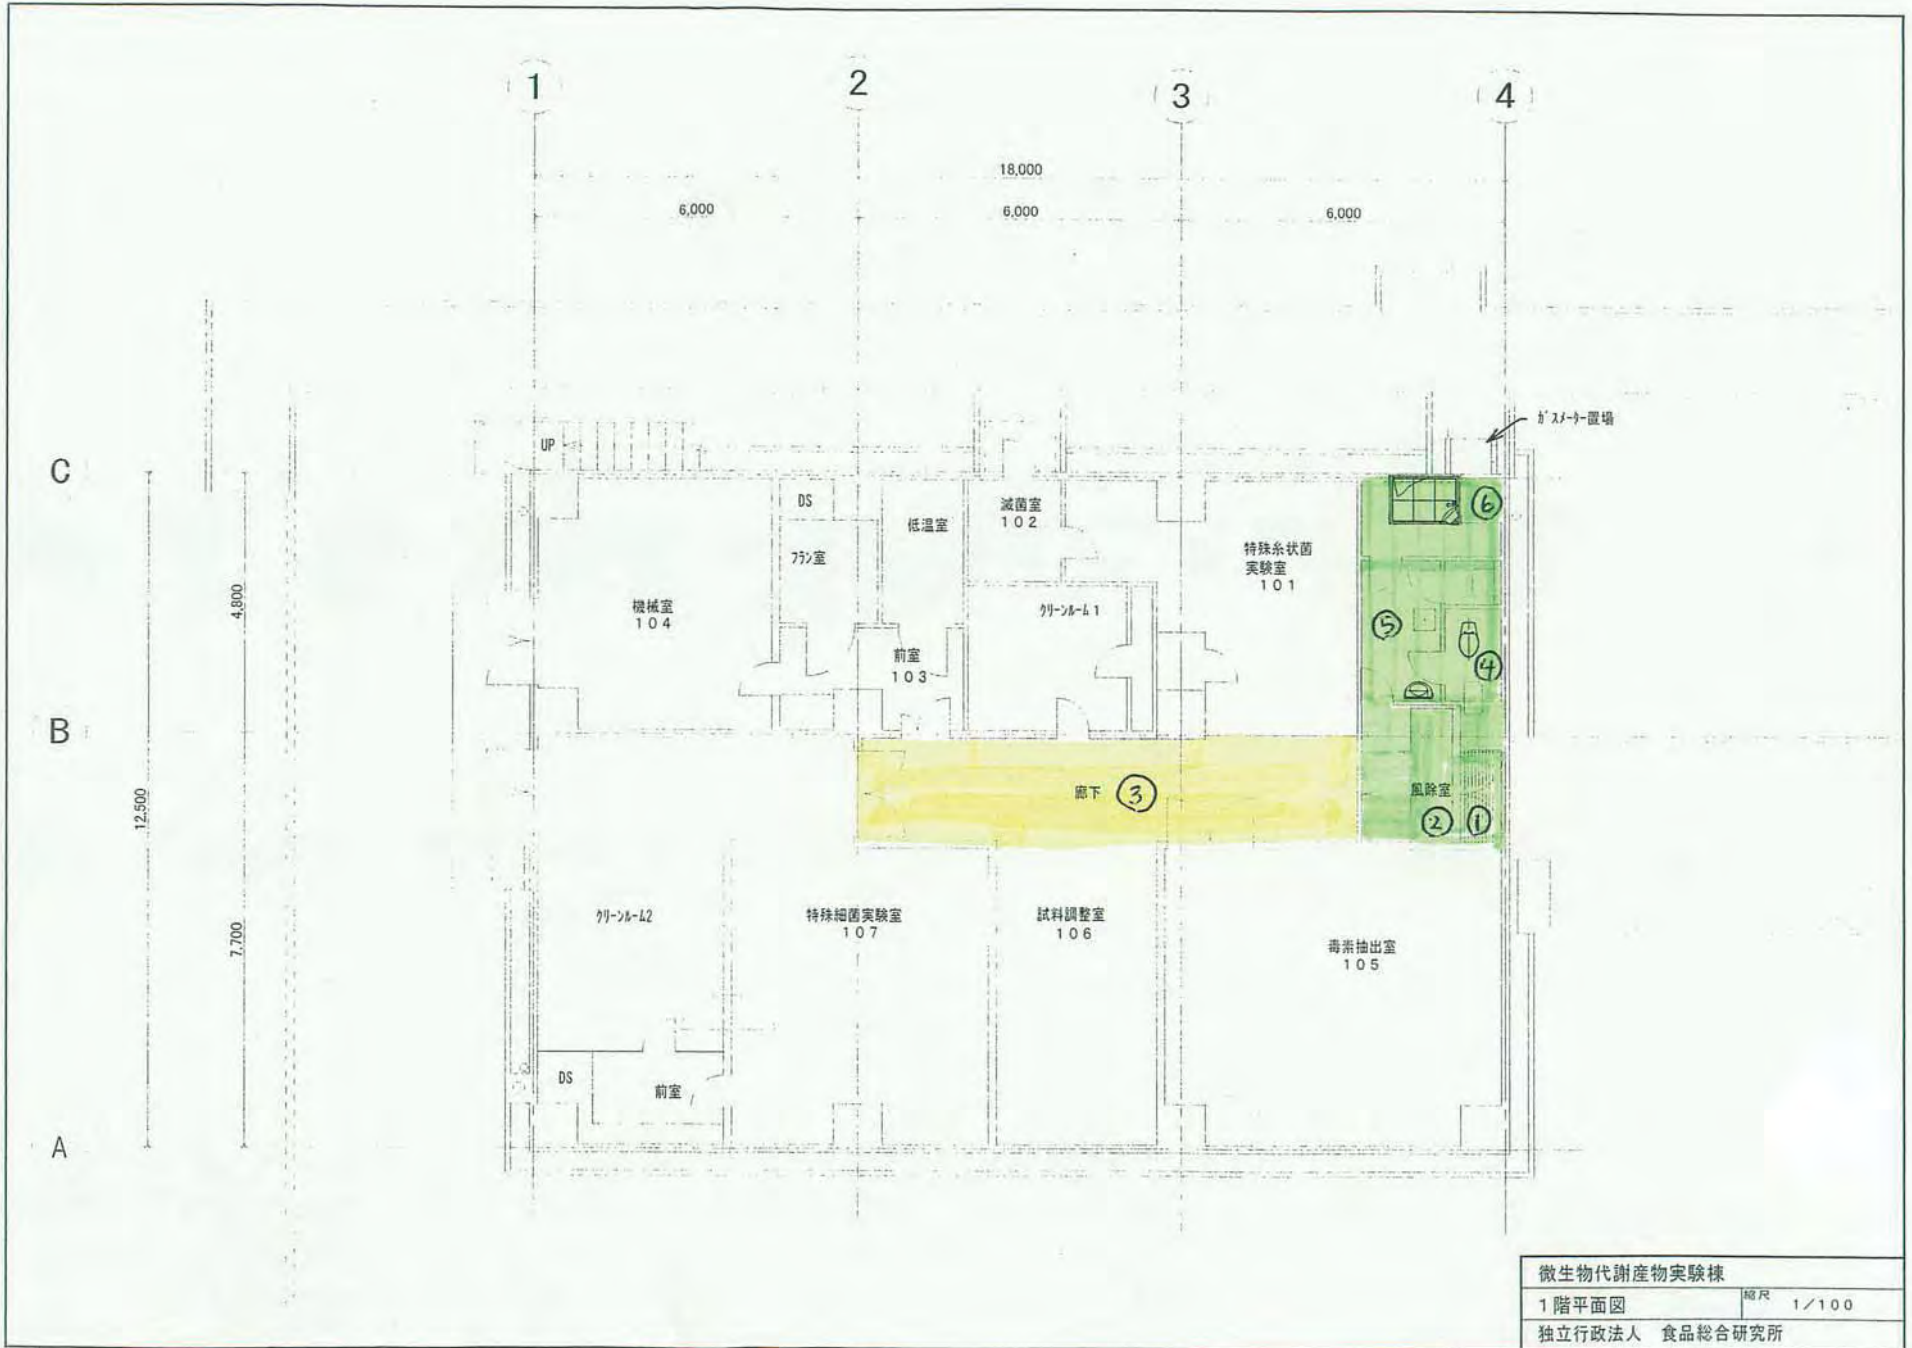 1
2
3
4
18,000
6,000
6,000
6,000
ガスメーター置場
C
UP
DS
低温室
滅菌室
102
⑥
フラン室
特殊糸状菌
実験室
101
4,800
機械室
104
クリーンルーム1
⑤
前室
103
④
B
12,500
廊下
③
風除室
②
①
7,700
クリーンルーム2
特殊細菌実験室
107
試料調整室
106
毒素抽出室
105
DS
前室
A
微生物代謝産物実験棟
1階平面図
縮尺 1/100
独立行政法人 食品総合研究所